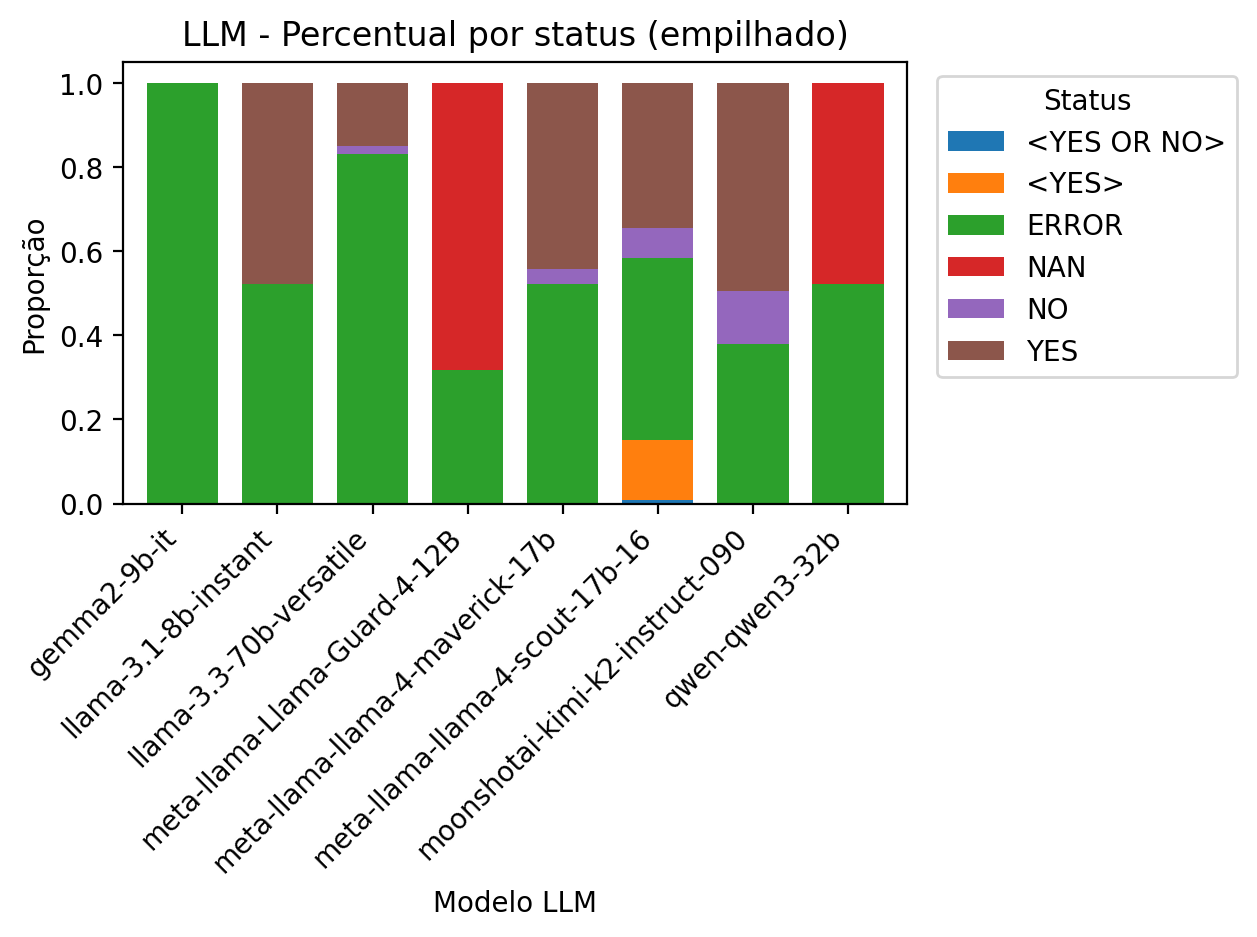 LLM - Percentual por status (empilhado)
Proporção
1.0
0.8
0.6
0.4
0.2
0.0
gemma2-9b-it
llama-3.1-8b-instant
llama-3.3-70b-versatile
meta-llama-Llama-Guard-4-12B
meta-llama-llama-4-maverick-17b
meta-llama-llama-4-scout-17b-16
moonshotai-kimi-k2-instruct-090
qwen-qwen3-32b
Modelo LLM
Status
<YES OR NO>
<YES>
ERROR
NAN
NO
YES